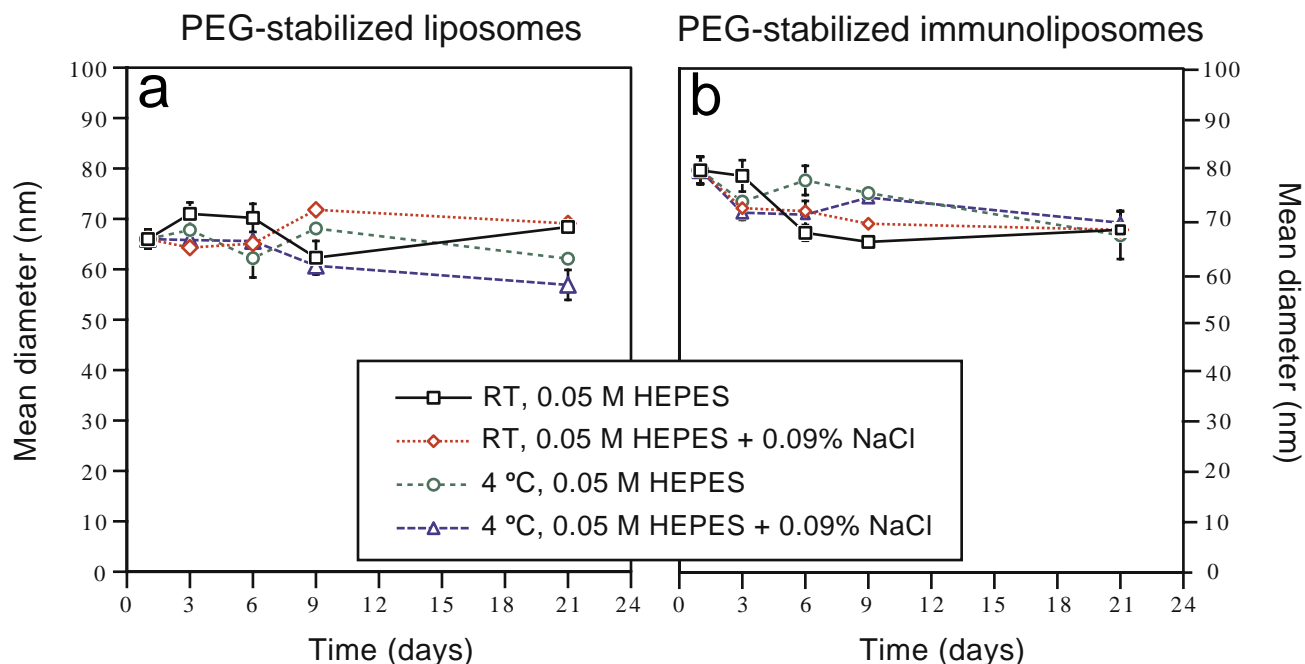 PEG-stabilized liposomes
PEG-stabilized immunoliposomes
a
b
100
90
80
70
60
50
40
30
20
10
0
100
90
80
70
60
50
40
30
20
10
0
Mean diameter (nm)
Mean diameter (nm)
RT, 0.05 M HEPES
RT, 0.05 M HEPES + 0.09% NaCl
4 ºC, 0.05 M HEPES
4 ºC, 0.05 M HEPES + 0.09% NaCl
0 3 6 9 12 15 18 21 24
0 3 6 9 12 15 18 21 24
Time (days)
Time (days)